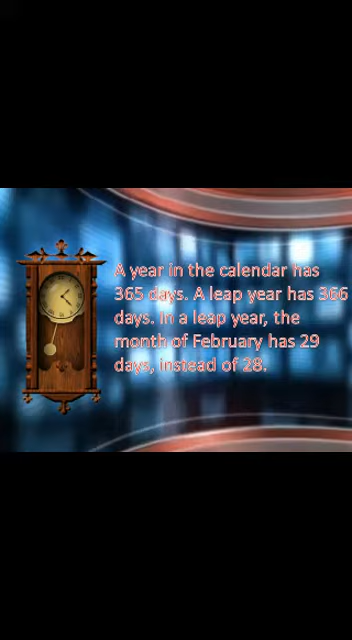 A year in the calendar has
365 days. A leap year has 366
days. In a leap year, the
month of February has 29
days, instead of 28.